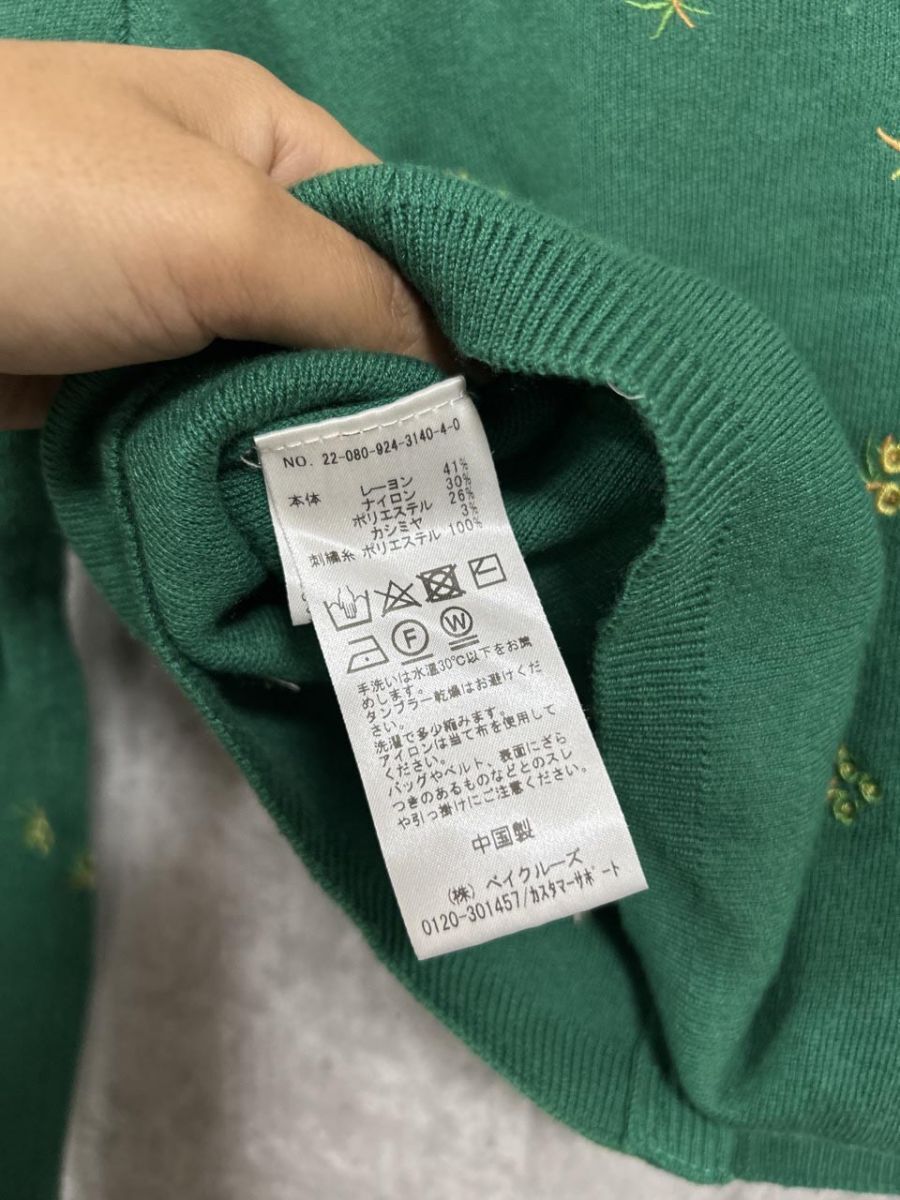 NO. 22-080-924-3140-4-0
本体 レーヨン 41%
ナイロン 30%
ポリエステル 26%
カシミヤ 3%
刺繍糸 ポリエステル 100%
F W
手洗いは水温30℃以下をお薦
めします。
タンブラー乾燥はお避けくだ
さい。
洗濯で多少縮みます。
アイロンは当て布を使用して
ください。
バッグやベルト、表面にざら
つきのあるものなどとのスレ
や引っ掛けにご注意ください。
中国製
(株) ベイクルーズ
0120-301457/カスタマーサポート